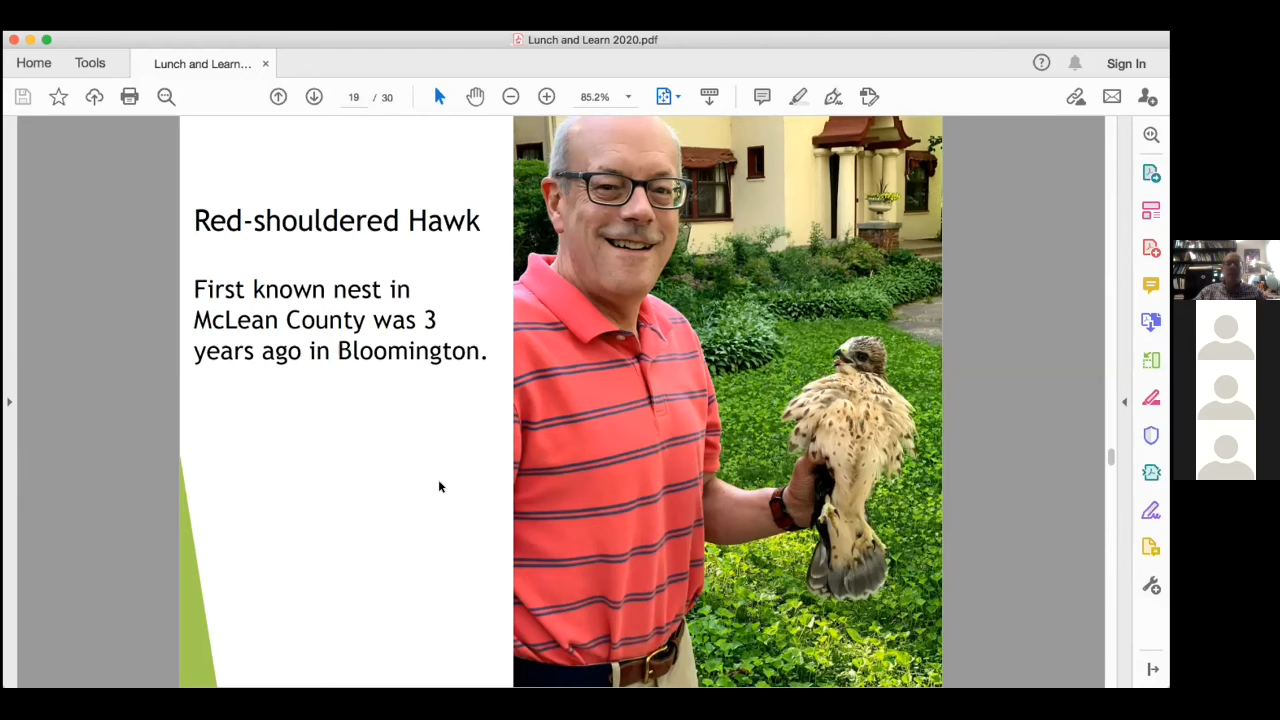 Lunch and Learn 2020.pdf
Home Tools Lunch and Learn... × Sign In
19 / 30 85.2%
Red-shouldered Hawk
First known nest in
McLean County was 3
years ago in Bloomington.